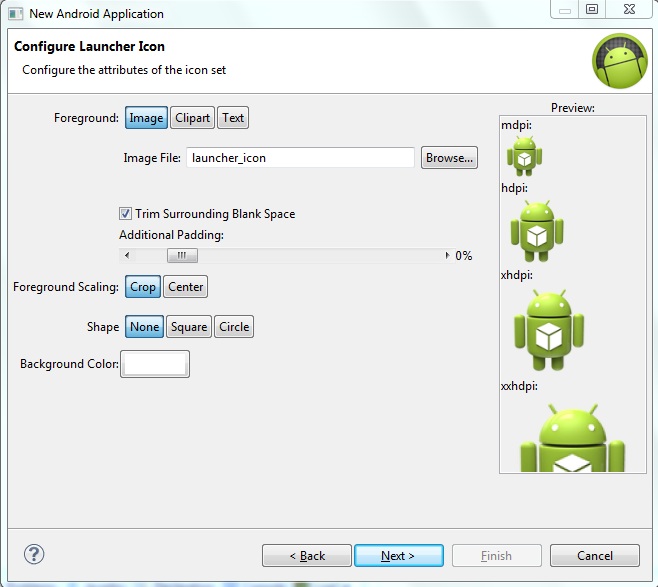 New Android Application
Configure Launcher Icon
Configure the attributes of the icon set
Foreground: Image Clipart Text
Image File: launcher_icon Browse...
Trim Surrounding Blank Space
Additional Padding:
0%
Foreground Scaling: Crop Center
Shape None Square Circle
Background Color:
Preview:
mdpi:
hdpi:
xhdpi:
xxhdpi:
? < Back Next > Finish Cancel